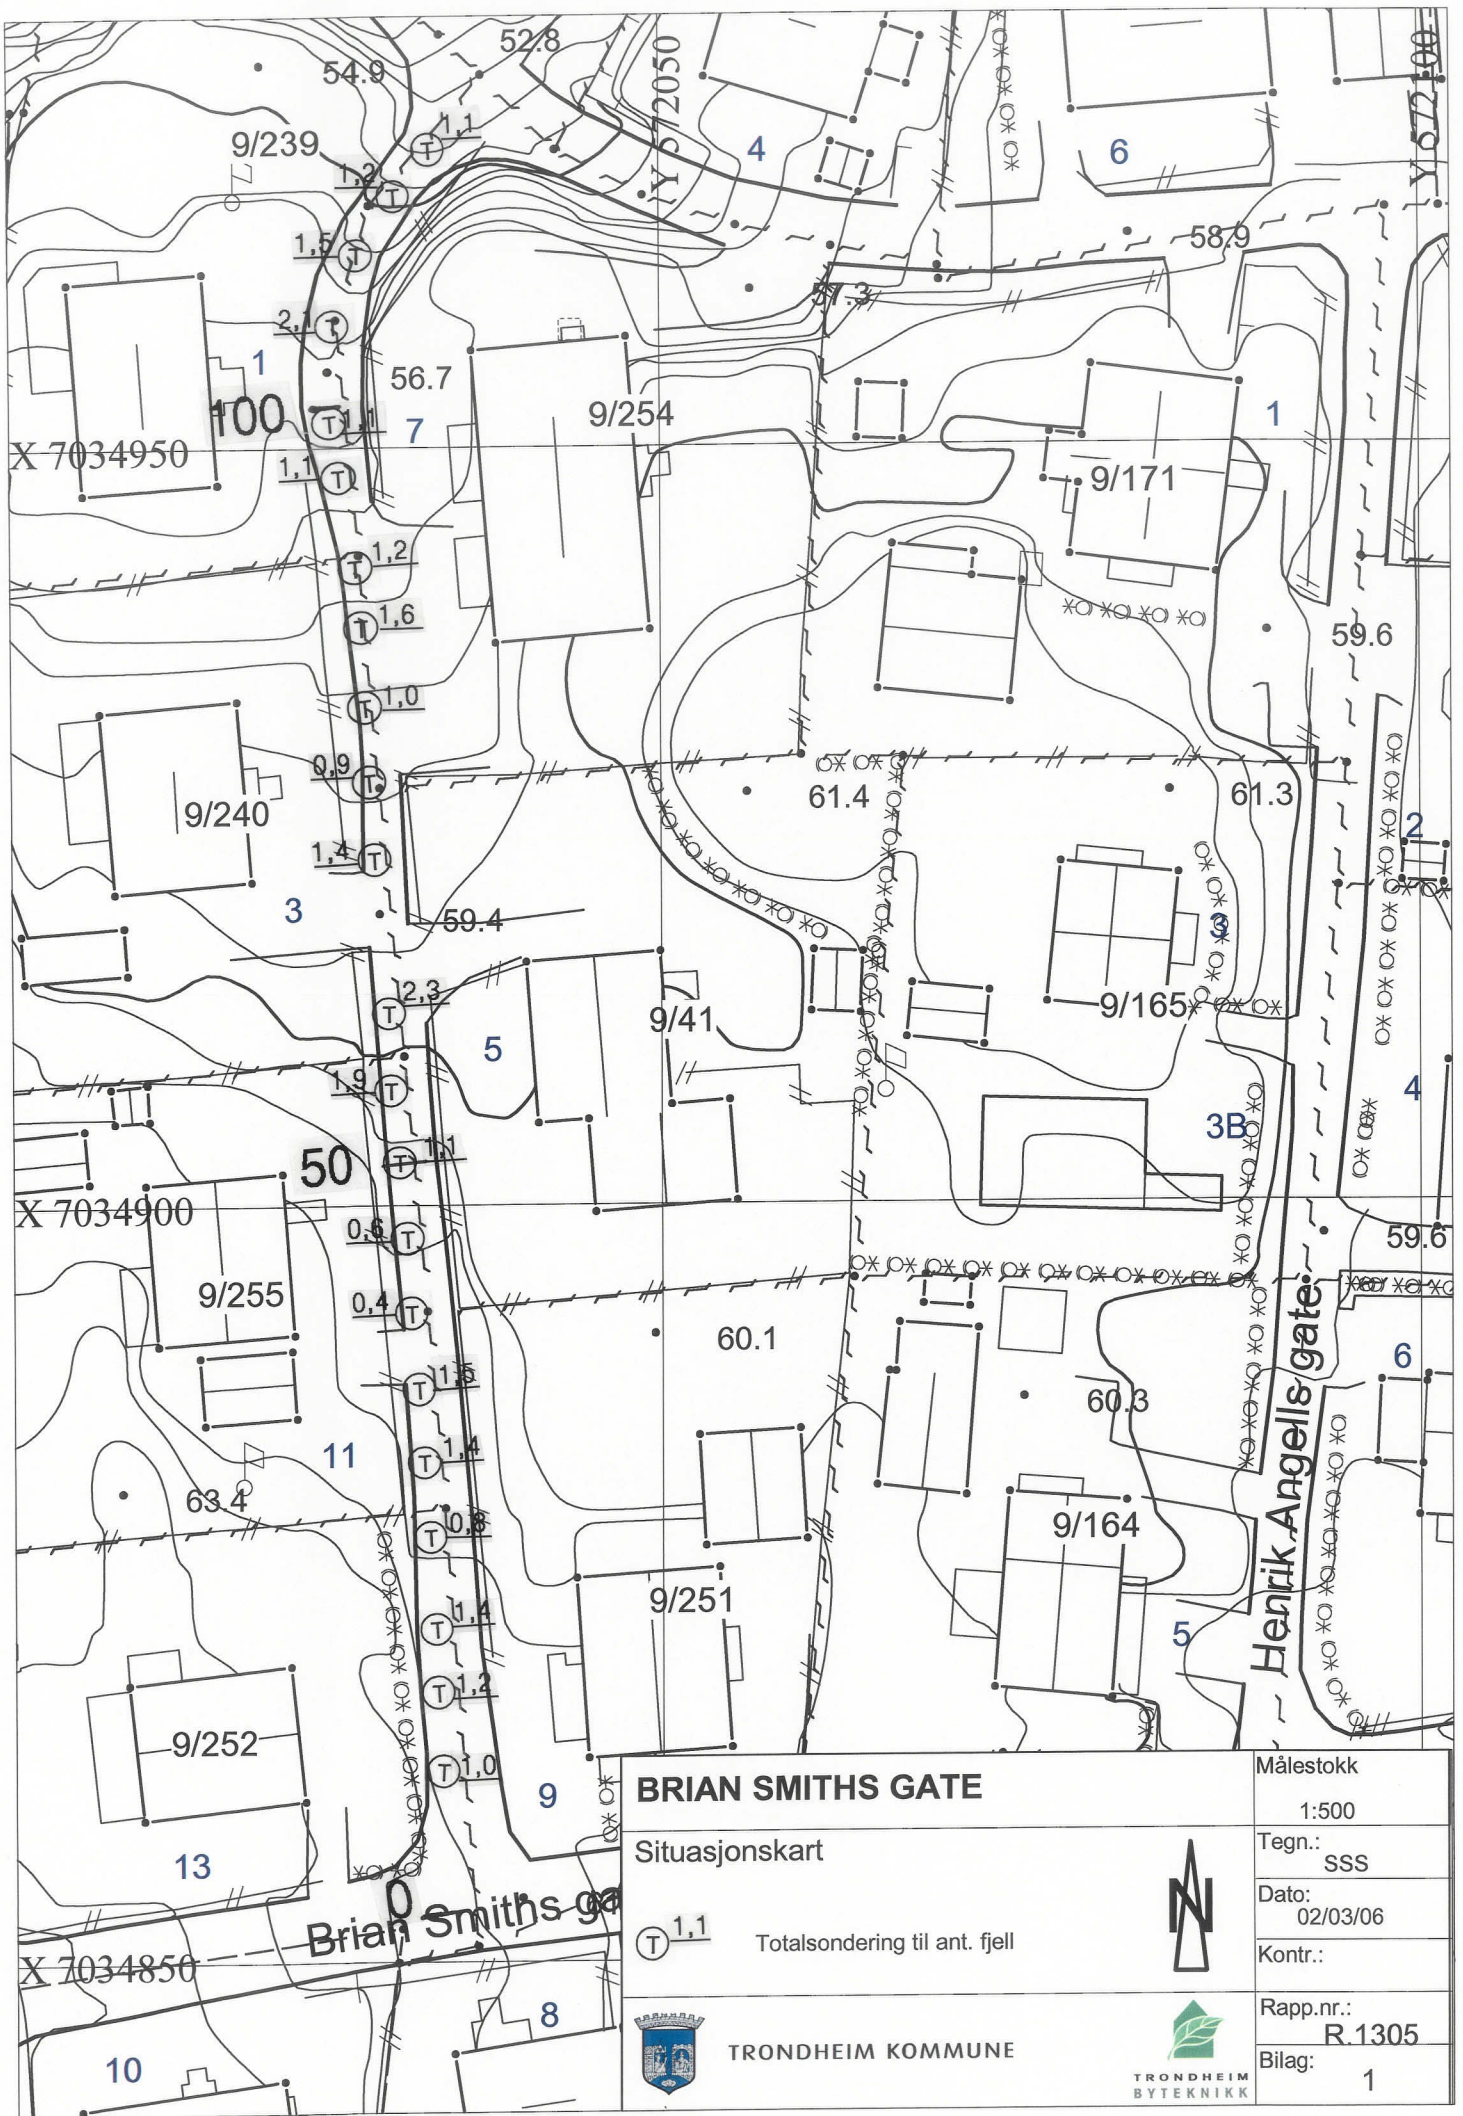 52.8
54.9
Y 572050
Y 572100
T 1,1
9/239
4
6
T 1,2
T 1,5
58.9
57.3
T 2,1
1
56.7
100
7
9/254
1
T 1,1
X 7034950
T 1,1
9/171
T 1,2
T 1,6
59.6
T 1,0
T 0,9
61.4
61.3
9/240
2
T 1,4
3
59.4
3
T 2,3
9/41
9/165
5
T 1,9
4
3B
T 1,1
50
X 7034900
T 0,6
59.6
9/255
T 0,4
60.1
6
T 1,5
60.3
T 1,4
11
63.4
T 0,8
9/164
Henrik Angells gate
9/251
T 1,4
5
T 1,2
9/252
T 1,0
9
13
0
Brian Smiths ga
X 7034850
8
10
BRIAN SMITHS GATE
Målestokk
1:500
Situasjonskart
Tegn.:
SSS
Dato:
02/03/06
N
T 1,1 Totalsondering til ant. fjell
Kontr.:
Rapp.nr.:
R.1305
TRONDHEIM KOMMUNE
TRONDHEIM
BYTEKNIKK
Bilag:
1